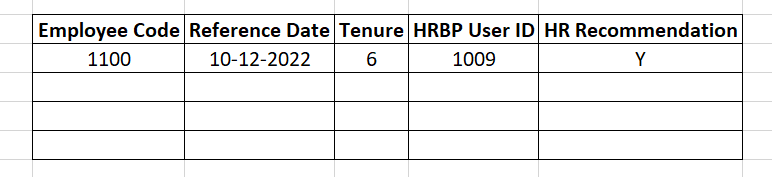 Employee Code Reference Date Tenure HRBP User ID HR Recommendation
1100 10-12-2022 6 1009 Y